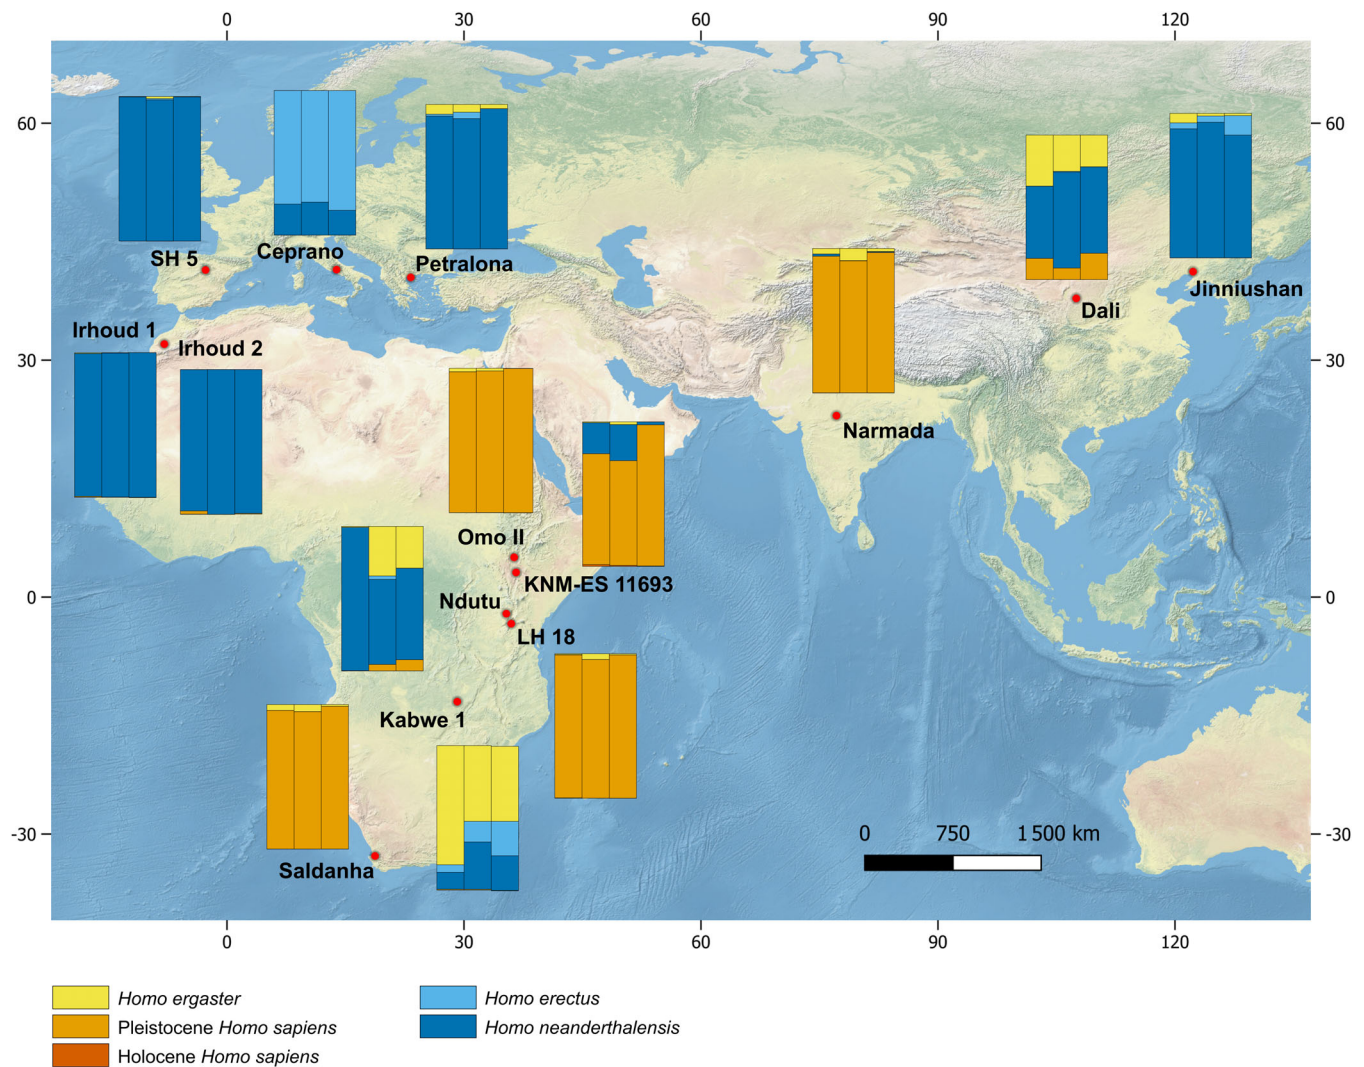 0 30 60 90 120
60 60
SH 5 Ceprano Petralona
Jinniushan
Dali
Irhoud 1
Irhoud 2
30 30
Narmada
Omo II
KNM-ES 11693
Ndutu
0 0
LH 18
Kabwe 1
-30 -30
0 750 1 500 km
Saldanha
0 30 60 90 120
Homo ergaster Homo erectus
Pleistocene Homo sapiens Homo neanderthalensis
Holocene Homo sapiens